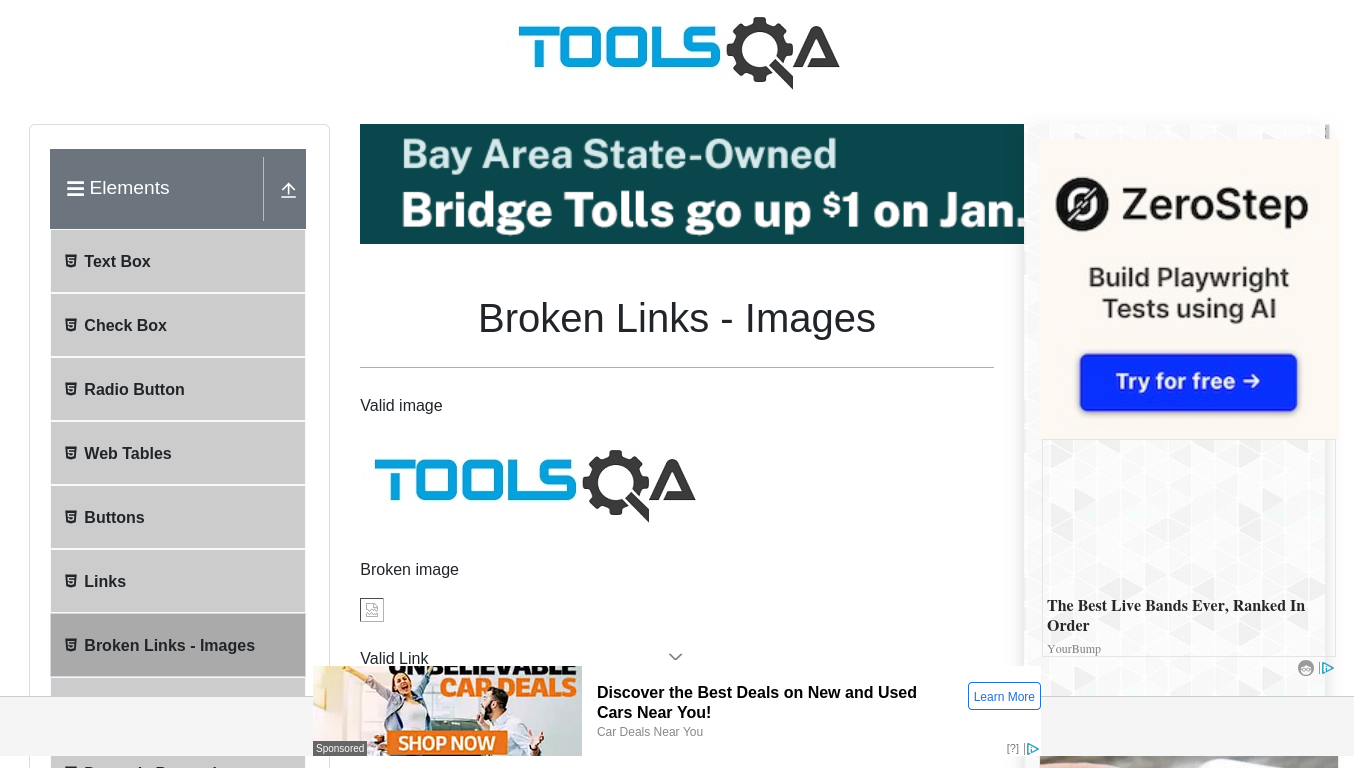 TOOLSQA
Elements
Text Box
Check Box
Radio Button
Web Tables
Buttons
Links
Broken Links - Images
Bay Area State-Owned
Bridge Tolls go up $1 on Jan.
Broken Links - Images
Valid image
TOOLSQA
Broken image
Valid Link
ZeroStep
Build Playwright
Tests using AI
Try for free →
The Best Live Bands Ever, Ranked In
Order
YourBump
UNBELIEVABLE
CAR DEALS
SHOP NOW
Sponsored
Discover the Best Deals on New and Used
Cars Near You!
Car Deals Near You
Learn More
[?]